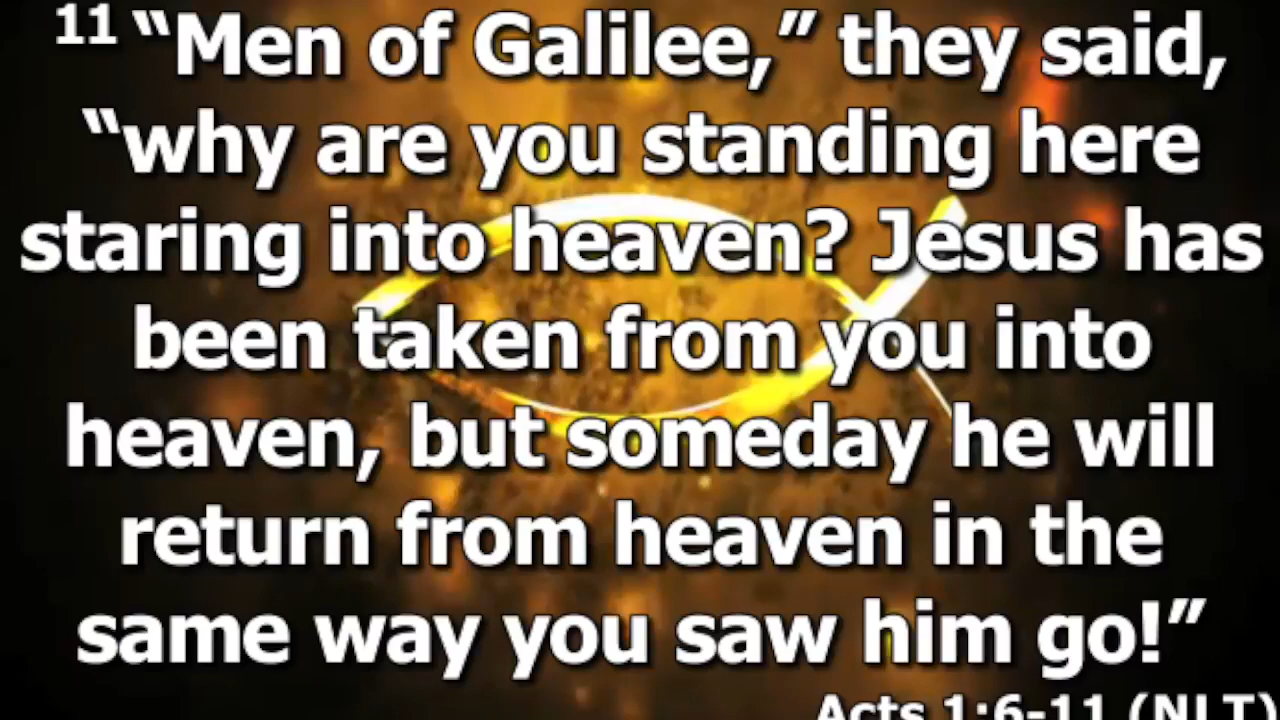 11 “Men of Galilee,” they said,
“why are you standing here
staring into heaven? Jesus has
been taken from you into
heaven, but someday he will
return from heaven in the
same way you saw him go!”
Acts 1:6-11 (NLT)